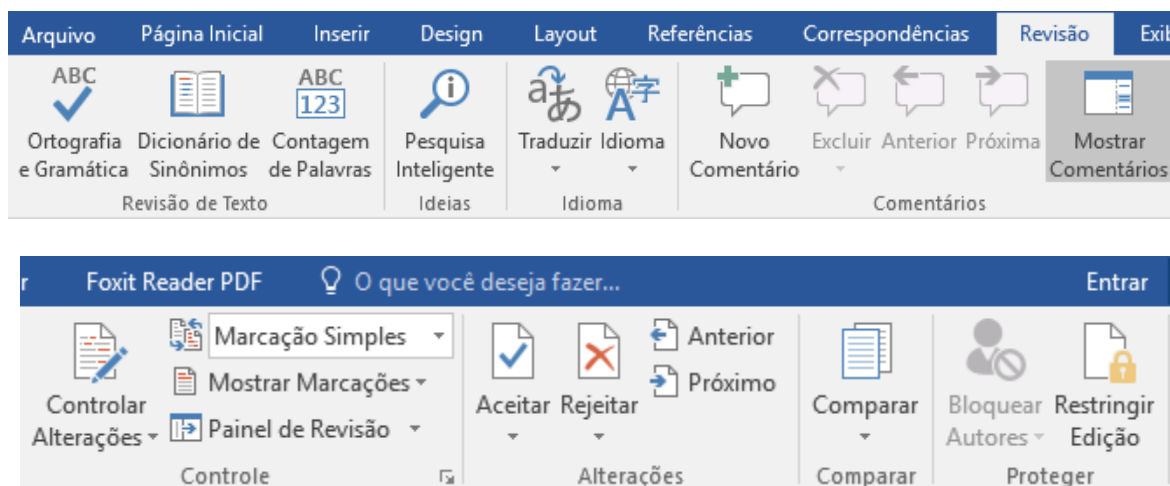 Arquivo Página Inicial Inserir Design Layout Referências Correspondências Revisão Exib
ABC ABC
123
Ortografia Dicionário de Contagem Pesquisa Traduzir Idioma Novo Excluir Anterior Próxima Mostrar
e Gramática Sinônimos de Palavras Inteligente Comentário Comentários
Revisão de Texto Ideias Idioma Comentários
r Foxit Reader PDF O que você deseja fazer... Entrar
Marcação Simples Anterior
Mostrar Marcações Próximo
Controlar Aceitar Rejeitar Comparar Bloquear Restringir
Alterações Painel de Revisão Autores Edição
Controle Alterações Comparar Proteger